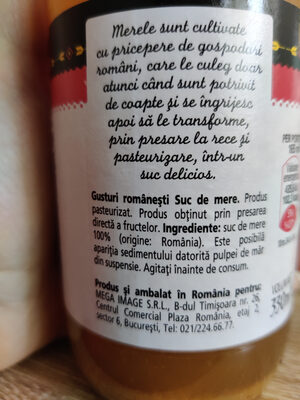 Merele sunt cultivate
cu pricepere de gospodari
români, care le culeg doar
atunci când sunt potrivit
de coapte și se îngrijesc
apoi să le transforme,
prin presare la rece și
pasteurizare, într-un
suc delicios.
Gusturi românești Suc de mere. Produs
pasteurizat. Produs obținut prin presarea
directă a fructelor. Ingrediente: suc de mere
100% (origine: România). Este posibilă
apariția sedimentului datorită pulpei de măr
din suspensie. Agitați înainte de consum.
Produs și ambalat în România pentru:
MEGA IMAGE S.R.L., B-dul Timișoara nr. 26,
Centrul Comercial Plaza România, etaj
sector 6, București, Tel: 021/224.66.77.